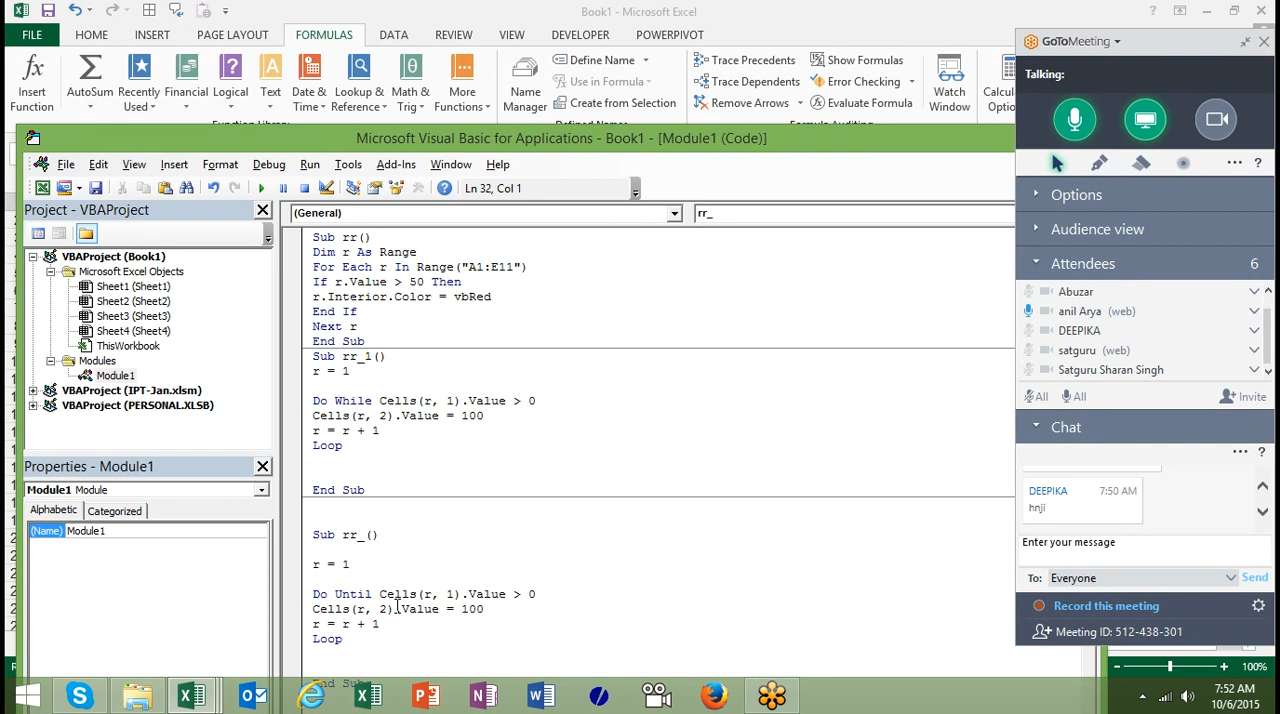 Book1 - Microsoft Excel
FILE HOME INSERT PAGE LAYOUT FORMULAS DATA REVIEW VIEW DEVELOPER POWERPIVOT
Insert Function
AutoSum
Recently Used
Financial
Logical
Text
Date & Time
Lookup & Reference
Math & Trig
More Functions
Name Manager
Define Name
Use in Formula
Create from Selection
Trace Precedents
Trace Dependents
Remove Arrows
Show Formulas
Error Checking
Evaluate Formula
Watch Window
Microsoft Visual Basic for Applications - Book1 - [Module1 (Code)]
File Edit View Insert Format Debug Run Tools Add-Ins Window Help
Ln 32, Col 1
Project - VBAProject
VBAProject (Book1)
Microsoft Excel Objects
Sheet1 (Sheet1)
Sheet2 (Sheet2)
Sheet3 (Sheet3)
Sheet4 (Sheet4)
ThisWorkbook
Modules
Module1
VBAProject (IPT-Jan.xlsm)
VBAProject (PERSONAL.XLSB)
Properties - Module1
Module1 Module
Alphabetic Categorized
(Name) Module1
(General) rr_
Sub rr()
Dim r As Range
For Each r In Range("A1:E11")
If r.Value > 50 Then
r.Interior.Color = vbRed
End If
Next r
End Sub
Sub rr_1()
r = 1
Do While Cells(r, 1).Value > 0
Cells(r, 2).Value = 100
r = r + 1
Loop
End Sub
Sub rr_()
r = 1
Do Until Cells(r, 1).Value > 0
Cells(r, 2).Value = 100
r = r + 1
Loop
End Sub
GoToMeeting
Talking:
Options
Audience view
Attendees 6
Abuzar
anil Arya (web)
DEEPIKA
satguru (web)
Satguru Sharan Singh
All All Invite
Chat
DEEPIKA 7:50 AM
hnji
Enter your message
To: Everyone Send
Record this meeting
Meeting ID: 512-438-301
100%
7:52 AM
10/6/2015